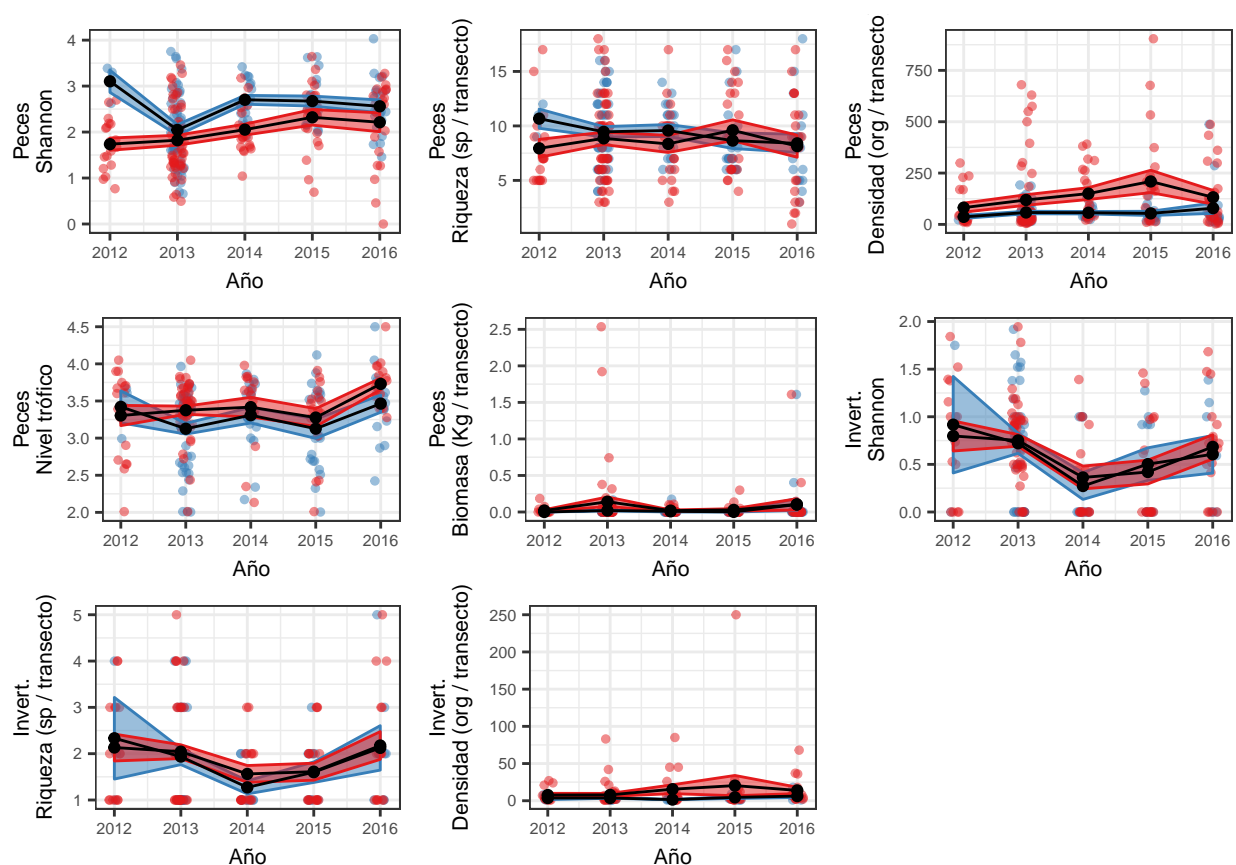 Peces
Shannon
4
3
2
1
0
2012 2013 2014 2015 2016
Año
Peces
Riqueza (sp / transecto)
15
10
5
2012 2013 2014 2015 2016
Año
Peces
Densidad (org / transecto)
750
500
250
0
2012 2013 2014 2015 2016
Año
Peces
Nivel trófico
4.5
4.0
3.5
3.0
2.5
2.0
2012 2013 2014 2015 2016
Año
Peces
Biomasa (Kg / transecto)
2.5
2.0
1.5
1.0
0.5
0.0
2012 2013 2014 2015 2016
Año
Invert.
Shannon
2.0
1.5
1.0
0.5
0.0
2012 2013 2014 2015 2016
Año
Invert.
Riqueza (sp / transecto)
5
4
3
2
1
2012 2013 2014 2015 2016
Año
Invert.
Densidad (org / transecto)
250
200
150
100
50
0
2012 2013 2014 2015 2016
Año